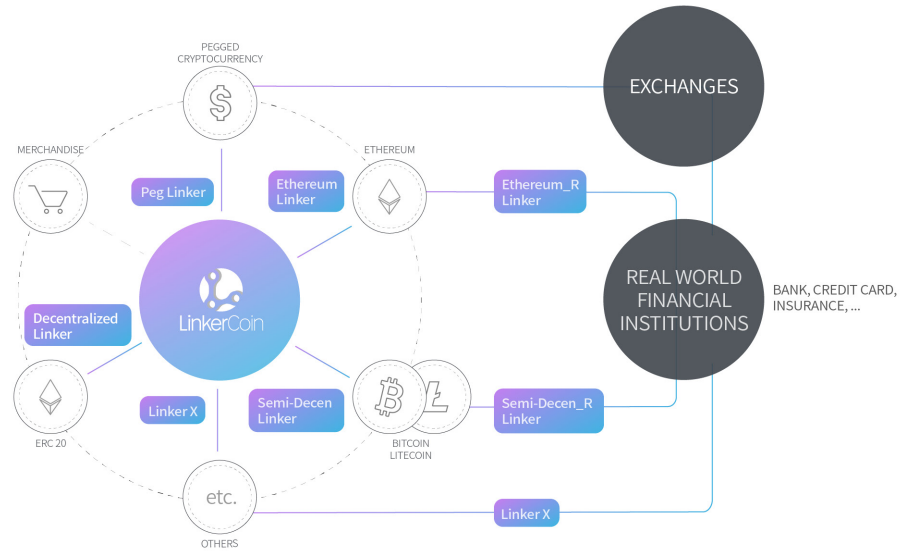 PEGGED
CRYPTOCURRENCY
EXCHANGES
MERCHANDISE
ETHEREUM
Peg Linker
Ethereum
Linker
Ethereum_R
Linker
LinkerCoin
REAL WORLD
FINANCIAL
INSTITUTIONS
BANK, CREDIT CARD,
INSURANCE, ...
Decentralized
Linker
Linker X
Semi-Decen
Linker
Semi-Decen_R
Linker
ERC 20
BITCOIN
LITECOIN
etc.
Linker X
OTHERS